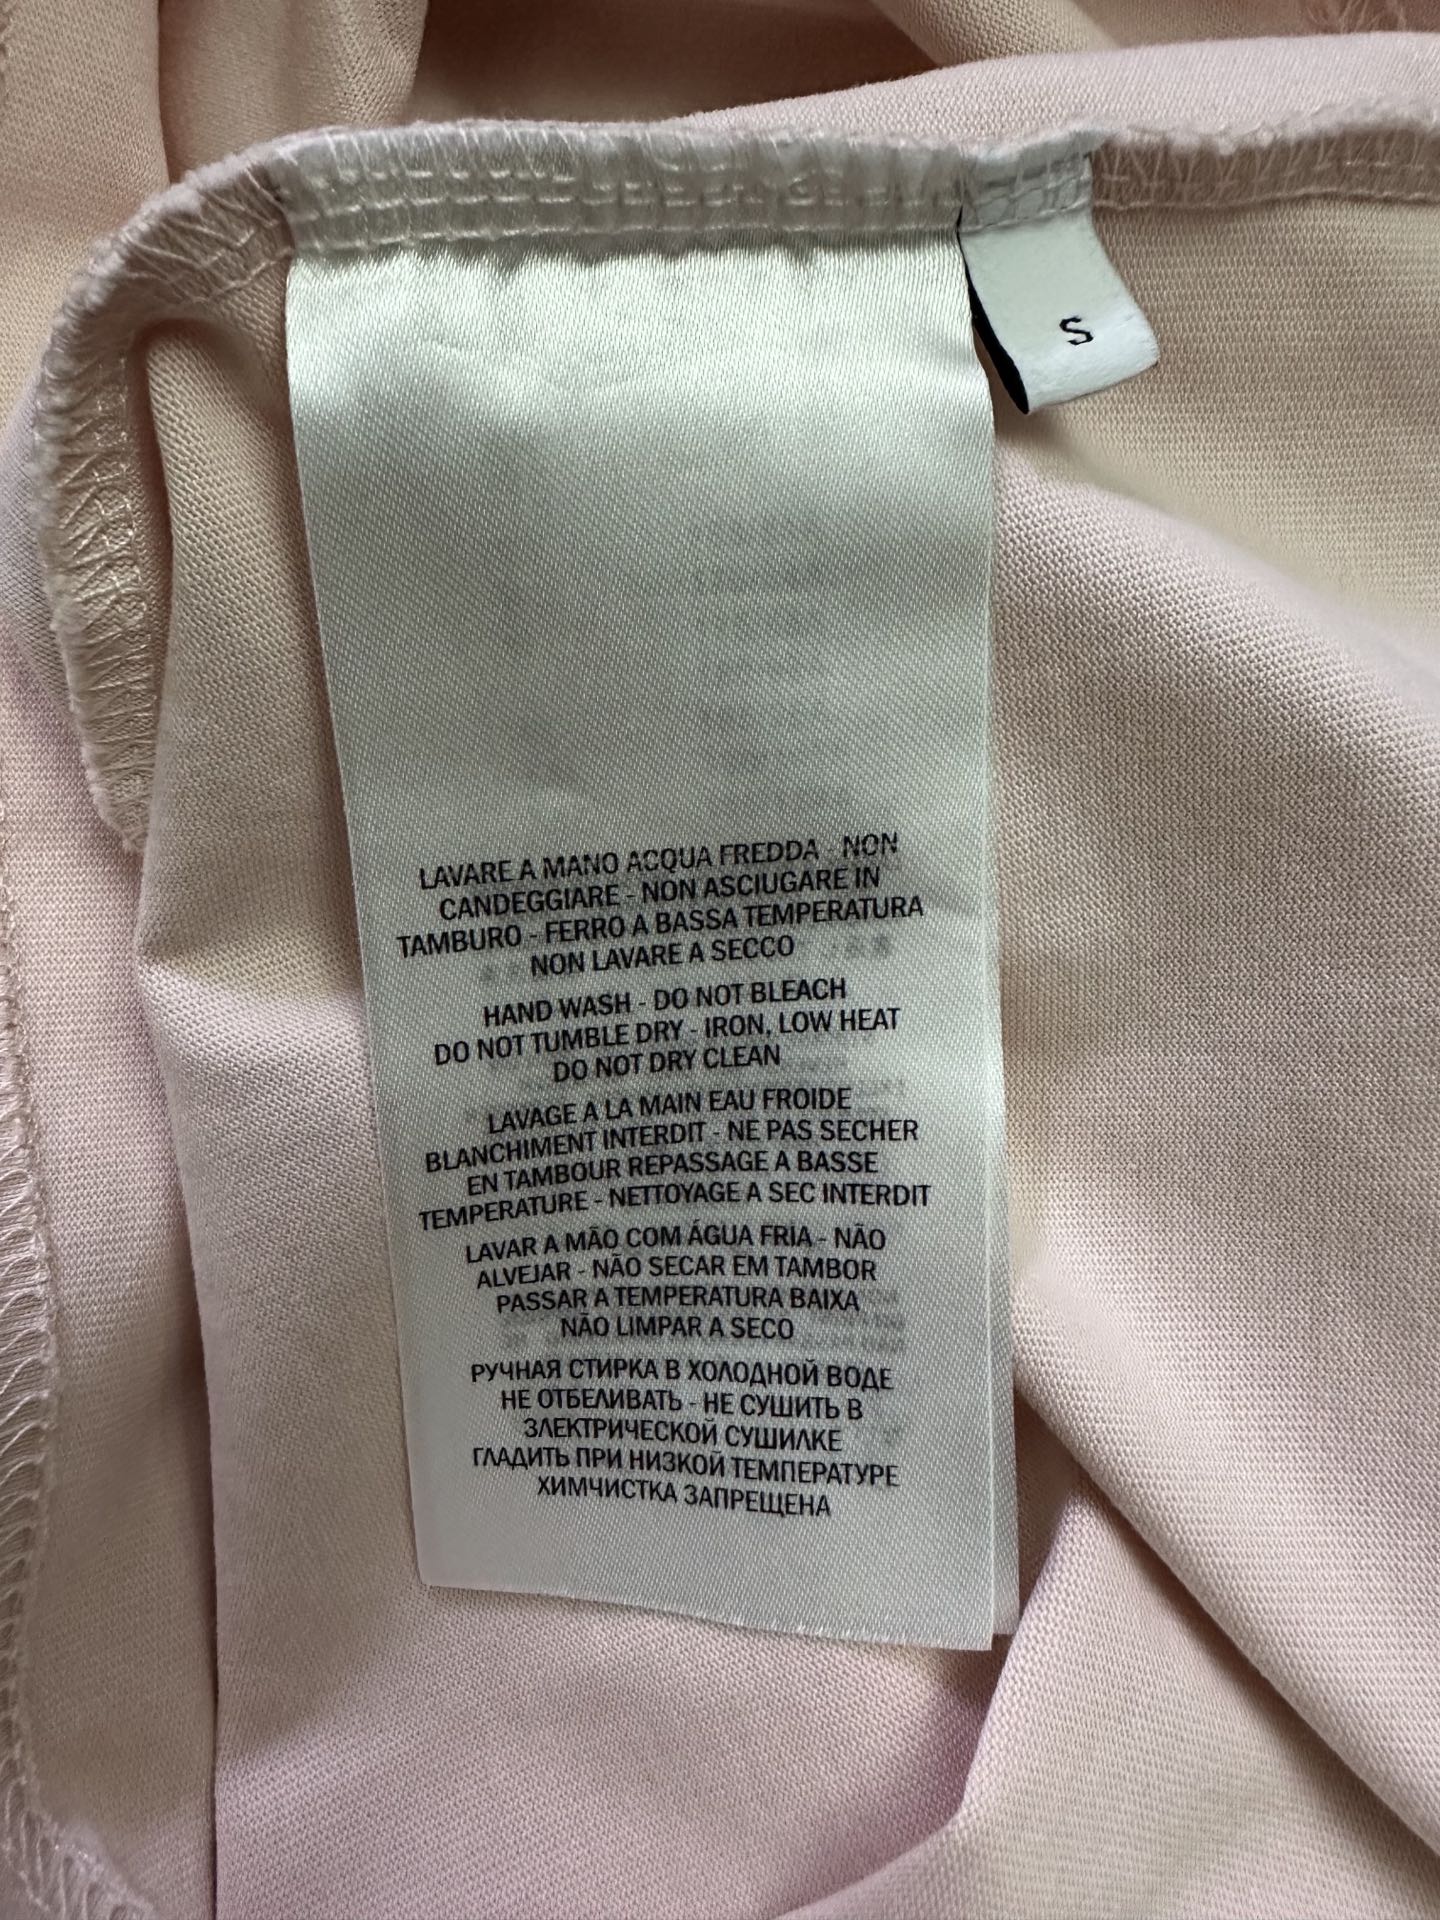 S
LAVARE A MANO ACQUA FREDDA - NON
CANDEGGIARE - NON ASCIUGARE IN
TAMBURO - FERRO A BASSA TEMPERATURA
NON LAVARE A SECCO
HAND WASH - DO NOT BLEACH
DO NOT TUMBLE DRY - IRON, LOW HEAT
DO NOT DRY CLEAN
LAVAGE A LA MAIN EAU FROIDE
BLANCHIMENT INTERDIT - NE PAS SECHER
EN TAMBOUR REPASSAGE A BASSE
TEMPERATURE - NETTOYAGE A SEC INTERDIT
LAVAR A MÃO COM ÁGUA FRIA - NÃO
ALVEJAR - NÃO SECAR EM TAMBOR
PASSAR A TEMPERATURA BAIXA
NÃO LIMPAR A SECO
РУЧНАЯ СТИРКА В ХОЛОДНОЙ ВОДЕ
НЕ ОТБЕЛИВАТЬ - НЕ СУШИТЬ В
ЗЛЕКТРИЧЕСКОЙ СУШИЛКЕ
ГЛАДИТЬ ПРИ НИЗКОЙ ТЕМПЕРАТУРЕ
ХИМЧИСТКА ЗАПРЕЩЕНА